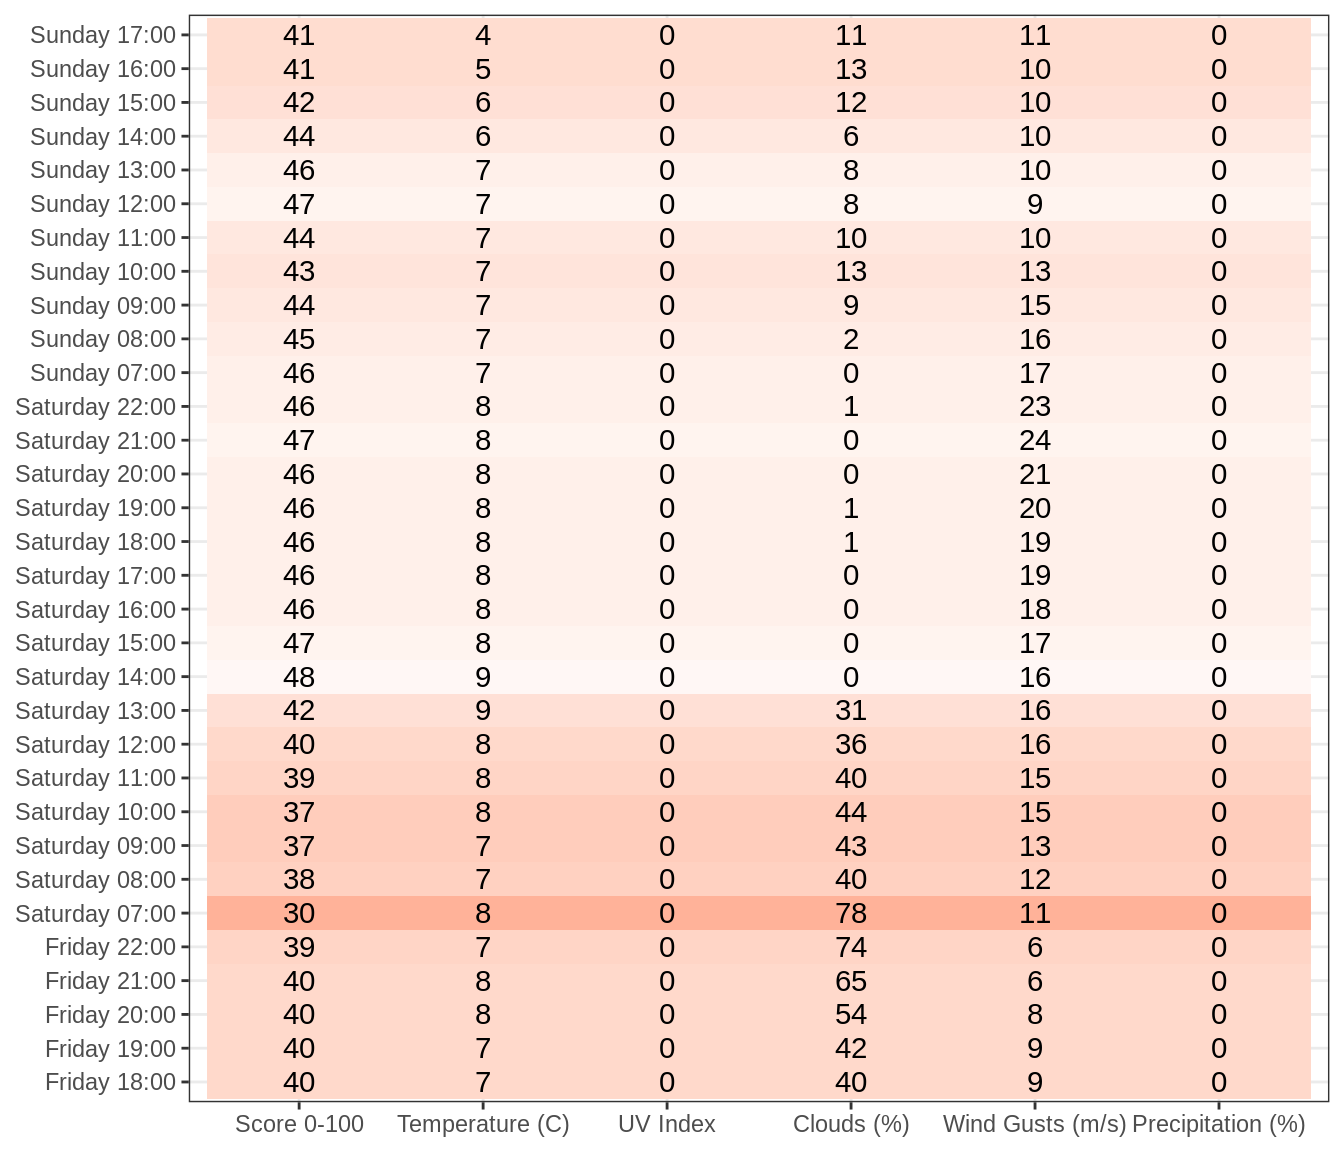 Sunday 17:00 41 4 0 11 11 0
Sunday 16:00 41 5 0 13 10 0
Sunday 15:00 42 6 0 12 10 0
Sunday 14:00 44 6 0 6 10 0
Sunday 13:00 46 7 0 8 10 0
Sunday 12:00 47 7 0 8 9 0
Sunday 11:00 44 7 0 10 10 0
Sunday 10:00 43 7 0 13 13 0
Sunday 09:00 44 7 0 9 15 0
Sunday 08:00 45 7 0 2 16 0
Sunday 07:00 46 7 0 0 17 0
Saturday 22:00 46 8 0 1 23 0
Saturday 21:00 47 8 0 0 24 0
Saturday 20:00 46 8 0 0 21 0
Saturday 19:00 46 8 0 1 20 0
Saturday 18:00 46 8 0 1 19 0
Saturday 17:00 46 8 0 0 19 0
Saturday 16:00 46 8 0 0 18 0
Saturday 15:00 47 8 0 0 17 0
Saturday 14:00 48 9 0 0 16 0
Saturday 13:00 42 9 0 31 16 0
Saturday 12:00 40 8 0 36 16 0
Saturday 11:00 39 8 0 40 15 0
Saturday 10:00 37 8 0 44 15 0
Saturday 09:00 37 7 0 43 13 0
Saturday 08:00 38 7 0 40 12 0
Saturday 07:00 30 8 0 78 11 0
Friday 22:00 39 7 0 74 6 0
Friday 21:00 40 8 0 65 6 0
Friday 20:00 40 8 0 54 8 0
Friday 19:00 40 7 0 42 9 0
Friday 18:00 40 7 0 40 9 0
Score 0-100 Temperature (C) UV Index Clouds (%) Wind Gusts (m/s) Precipitation (%)